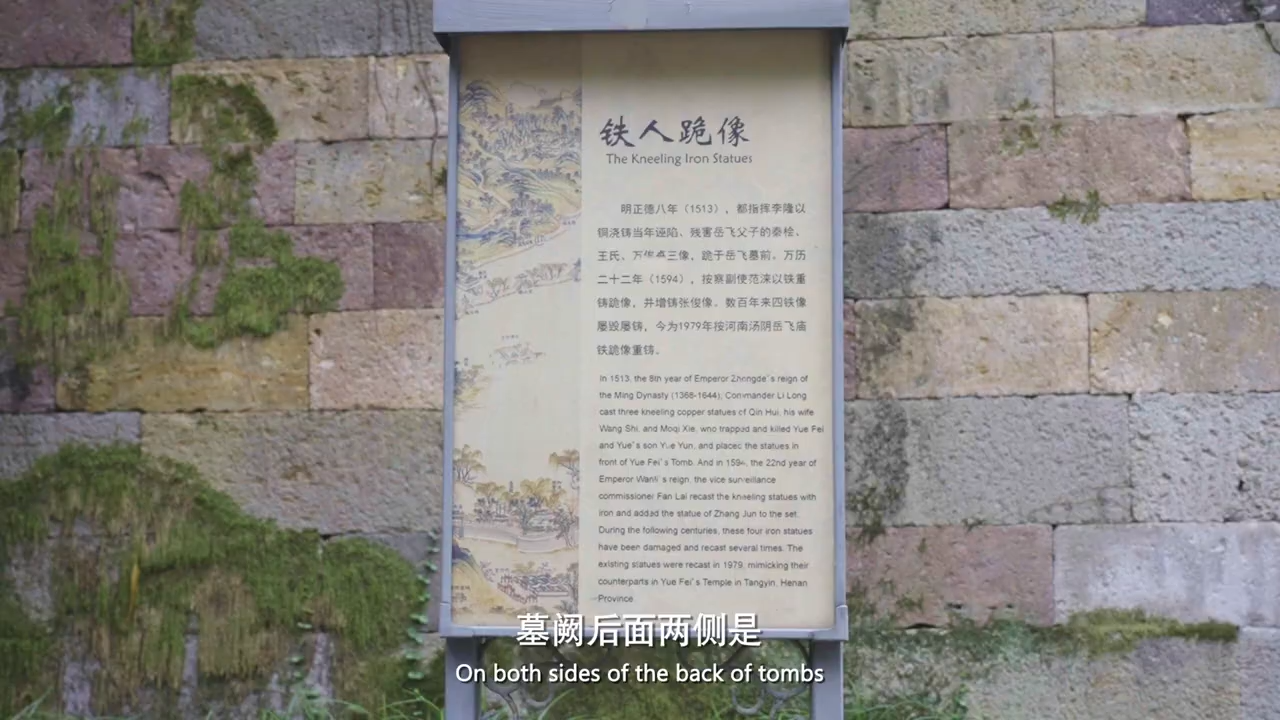 铁人跪像
The Kneeling Iron Statues
明正德八年（1513），都指挥李隆以
铜浇铸当年诬陷、残害岳飞父子的秦桧、
王氏、万俟卨三像，跪于岳飞墓前。万历
二十二年（1594），按察副使范涞以铁重
铸跪像，并增铸张俊像。数百年来四铁像
屡毁屡铸，今为1979年按河南汤阴岳飞庙
铁跪像重铸。
In 1513, the 8th year of Emperor Zhengde's reign of
the Ming Dynasty (1368-1644), Commander Li Long
cast three kneeling copper statues of Qin Hui, his wife
Wang Shi, and Moqi Xie, who trapped and killed Yue Fei
and Yue's son Yue Yun, and placed the statues in
front of Yue Fei's Tomb. And in 1594, the 22nd year of
Emperor Wanli's reign, the vice surveillance
commissioner Fan Lai recast the kneeling statues with
iron and added the statue of Zhang Jun to the set.
During the following centuries, these four iron statues
have been damaged and recast several times. The
existing statues were recast in 1979, mimicking their
counterparts in Yue Fei's Temple in Tangyin, Henan
Province
墓阙后面两侧是
On both sides of the back of tombs